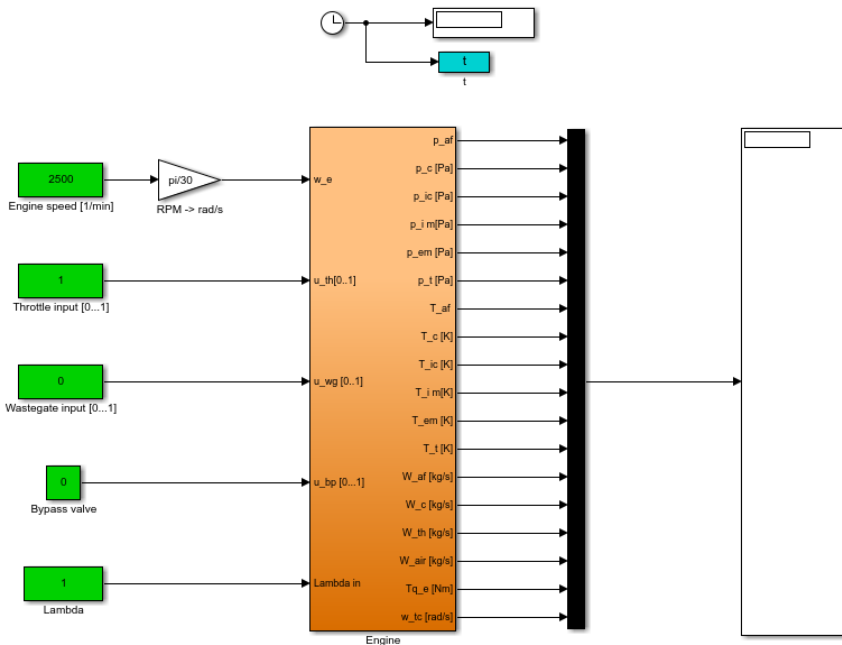 t
t
2500
Engine speed [1/min]
pi/30
RPM -> rad/s
1
Throttle input [0...1]
0
Wastegate input [0...1]
0
Bypass valve
1
Lambda
w_e
u_th[0..1]
u_wg [0..1]
u_bp [0..1]
Lambda in
p_af
p_c [Pa]
p_ic [Pa]
p_i m[Pa]
p_em [Pa]
p_t [Pa]
T_af
T_c [K]
T_ic [K]
T_i m[K]
T_em [K]
T_t [K]
W_af [kg/s]
W_c [kg/s]
W_th [kg/s]
W_air [kg/s]
Tq_e [Nm]
w_tc [rad/s]
Engine